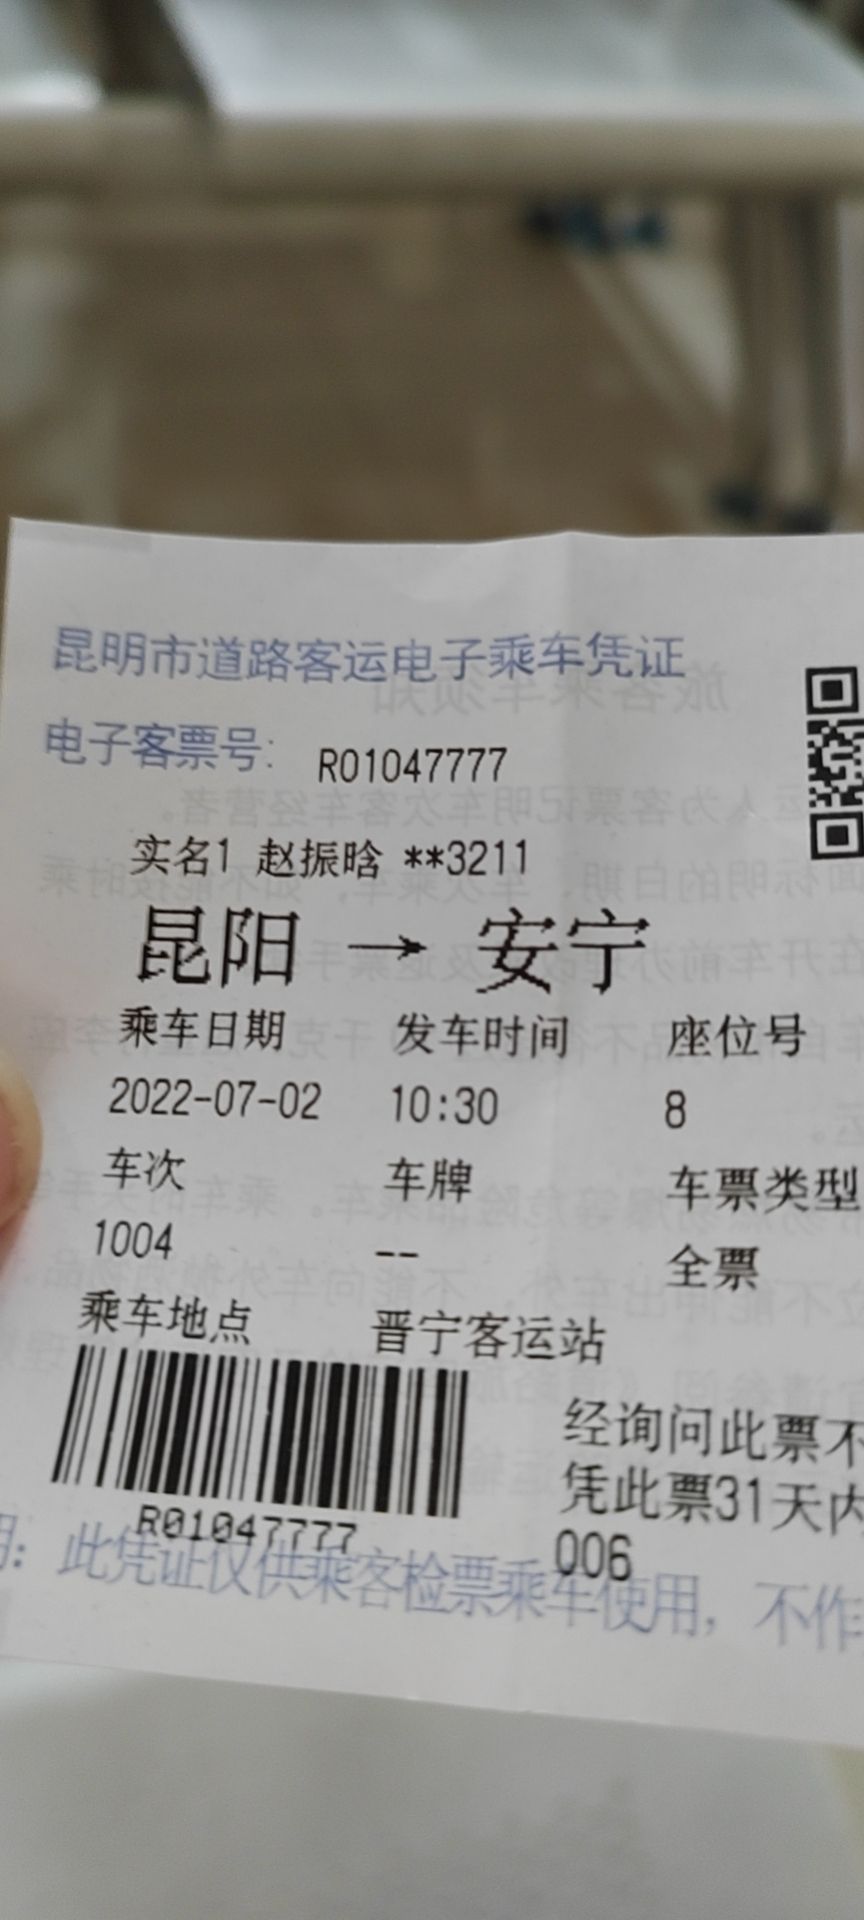 昆明市道路客运电子乘车凭证
电子客票号: R01047777
实名1 赵振晗 **3211
昆阳 → 安宁
乘车日期 发车时间 座位号
2022-07-02 10:30 8
车次 车牌 车票类型
1004 -- 全票
乘车地点 晋宁客运站
经询问此票不
凭此票31天内
R01047777
006
明：此凭证仅供乘客检票乘车使用，不作